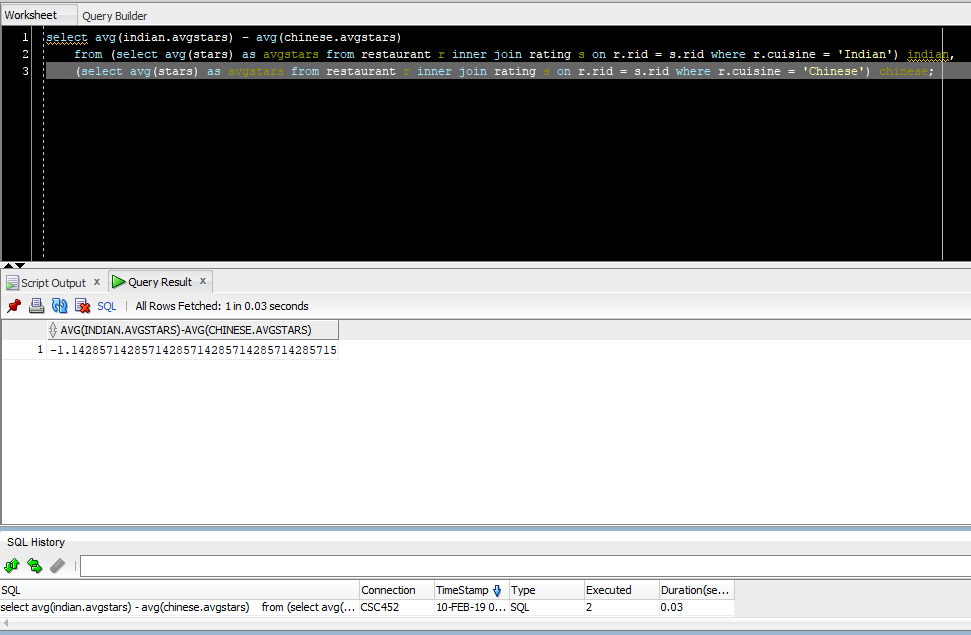 Worksheet Query Builder
1 select avg(indian.avgstars) - avg(chinese.avgstars)
2 from (select avg(stars) as avgstars from restaurant r inner join rating s on r.rid = s.rid where r.cuisine = 'Indian') indian,
3 (select avg(stars) as avgstars from restaurant r inner join rating s on r.rid = s.rid where r.cuisine = 'Chinese') chinese;
Script Output x Query Result x
SQL | All Rows Fetched: 1 in 0.03 seconds
AVG(INDIAN.AVGSTARS)-AVG(CHINESE.AVGSTARS)
1 -1.14285714285714285714285714285714285715
SQL History
SQL Connection TimeStamp Type Executed Duration(se...
select avg(indian.avgstars) - avg(chinese.avgstars) from (select avg(... CSC452 10-FEB-19 0... SQL 2 0.03